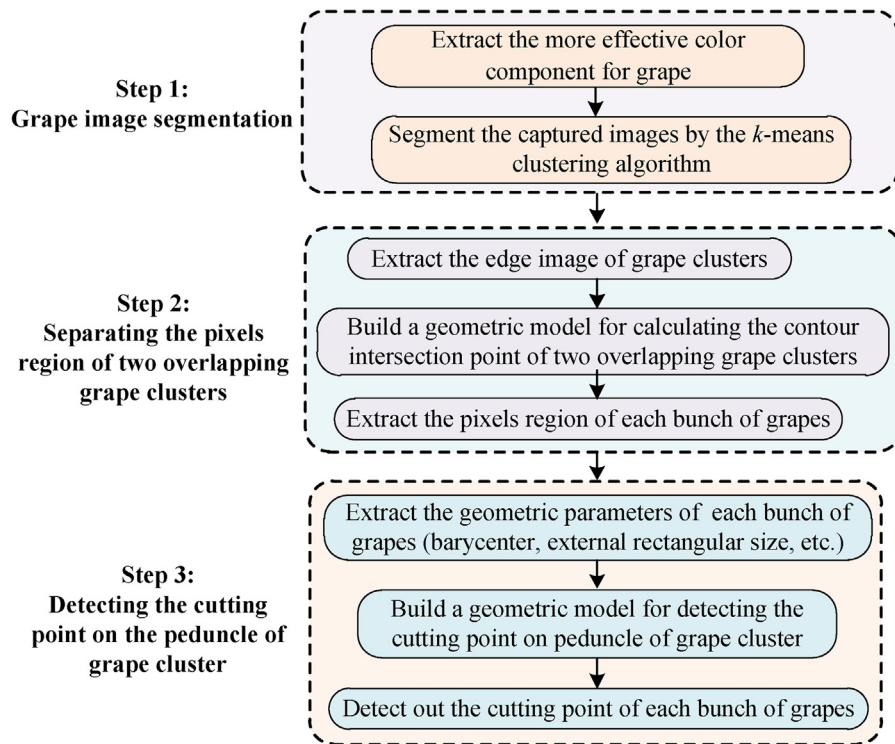 Step 1:
Grape image segmentation
Extract the more effective color
component for grape
Segment the captured images by the k-means
clustering algorithm
Step 2:
Separating the pixels
region of two overlapping
grape clusters
Extract the edge image of grape clusters
Build a geometric model for calculating the contour
intersection point of two overlapping grape clusters
Extract the pixels region of each bunch of grapes
Step 3:
Detecting the cutting
point on the peduncle of
grape cluster
Extract the geometric parameters of each bunch of
grapes (barycenter, external rectangular size, etc.)
Build a geometric model for detecting the
cutting point on peduncle of grape cluster
Detect out the cutting point of each bunch of grapes